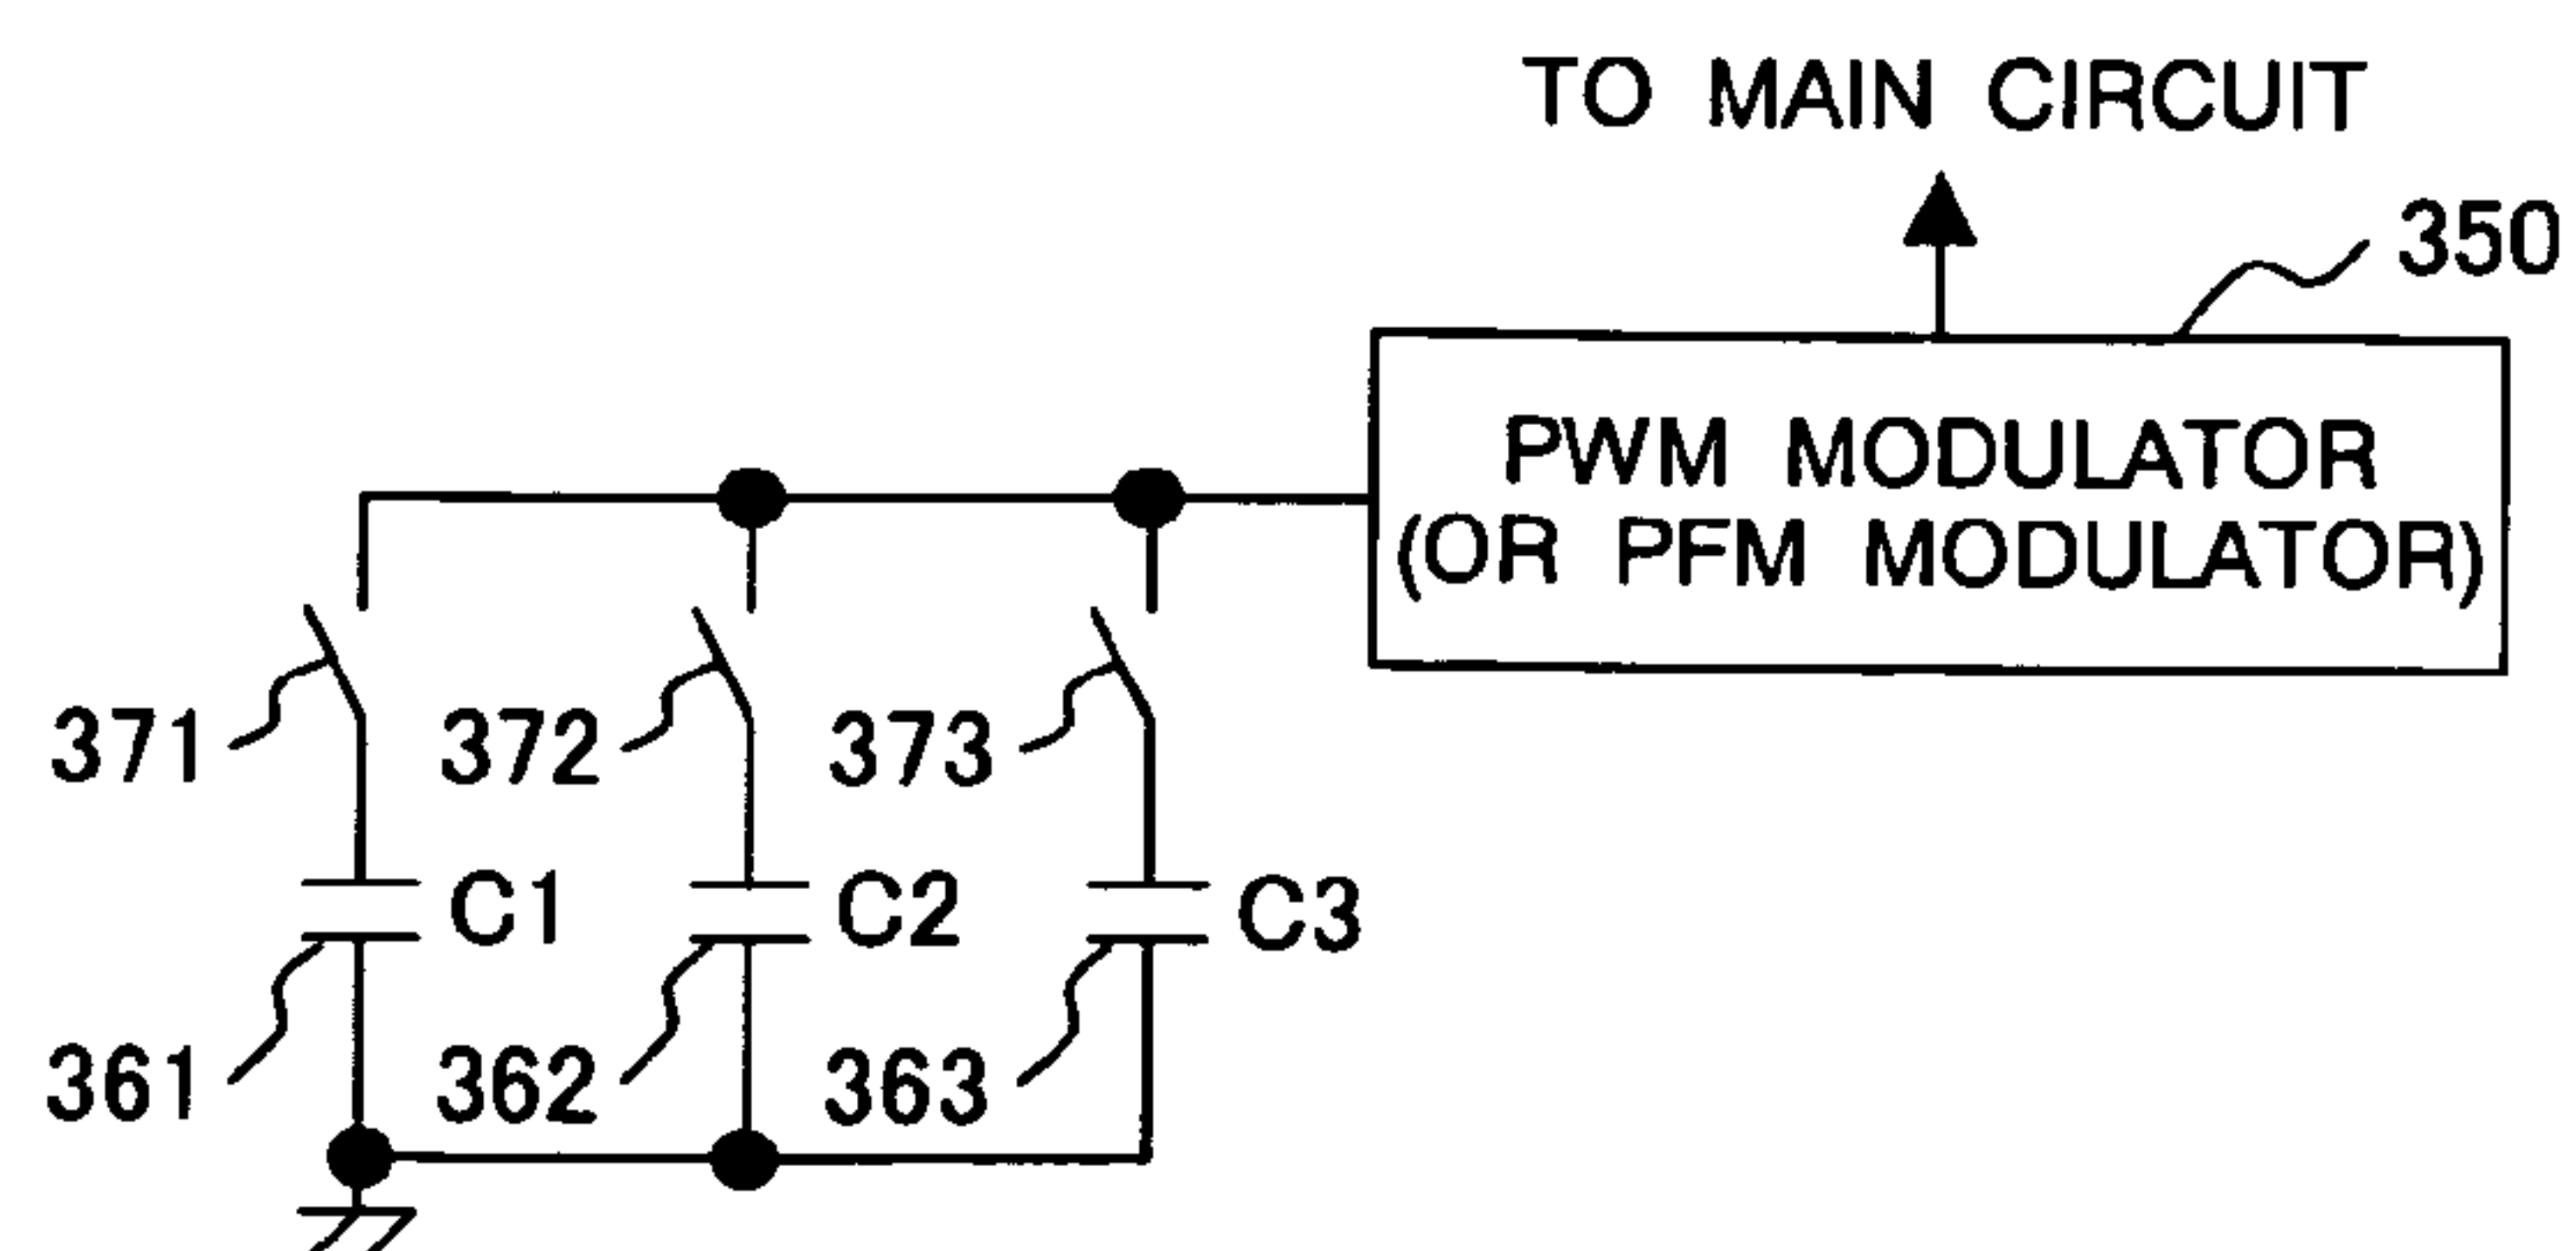 TO MAIN CIRCUIT
350
PWM MODULATOR
(OR PFM MODULATOR)
371
372
373
C1
C2
C3
361
362
363